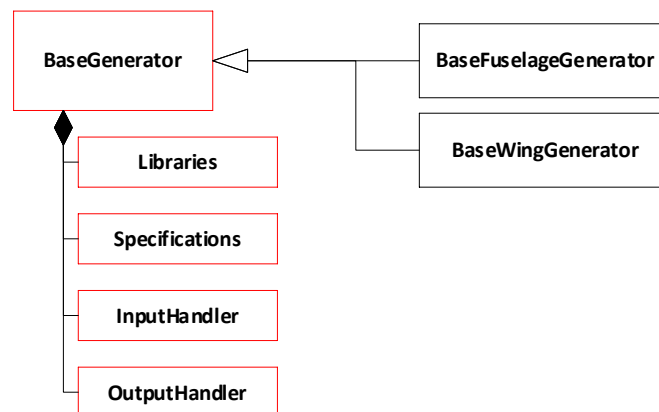 BaseGenerator
BaseFuselageGenerator
BaseWingGenerator
Libraries
Specifications
InputHandler
OutputHandler